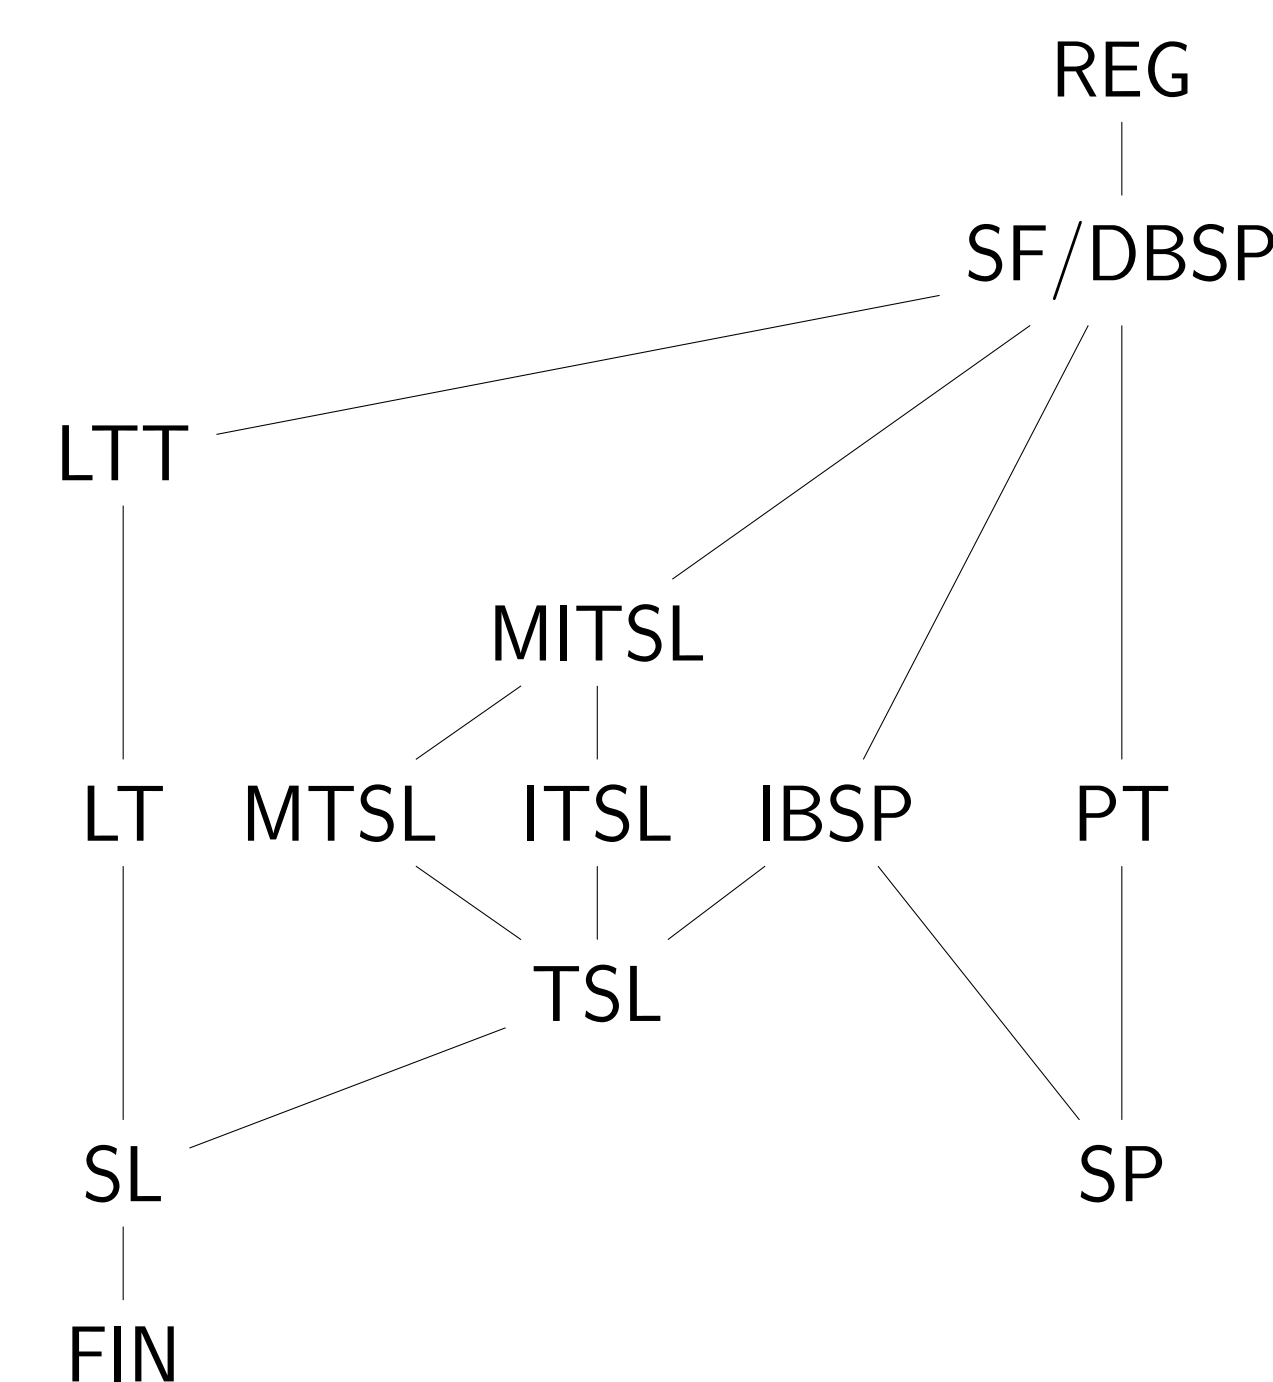 REG
SF/DBSP
LTT
MITSL
LT MTSL ITSL IBSP PT
TSL
SL SP
FIN